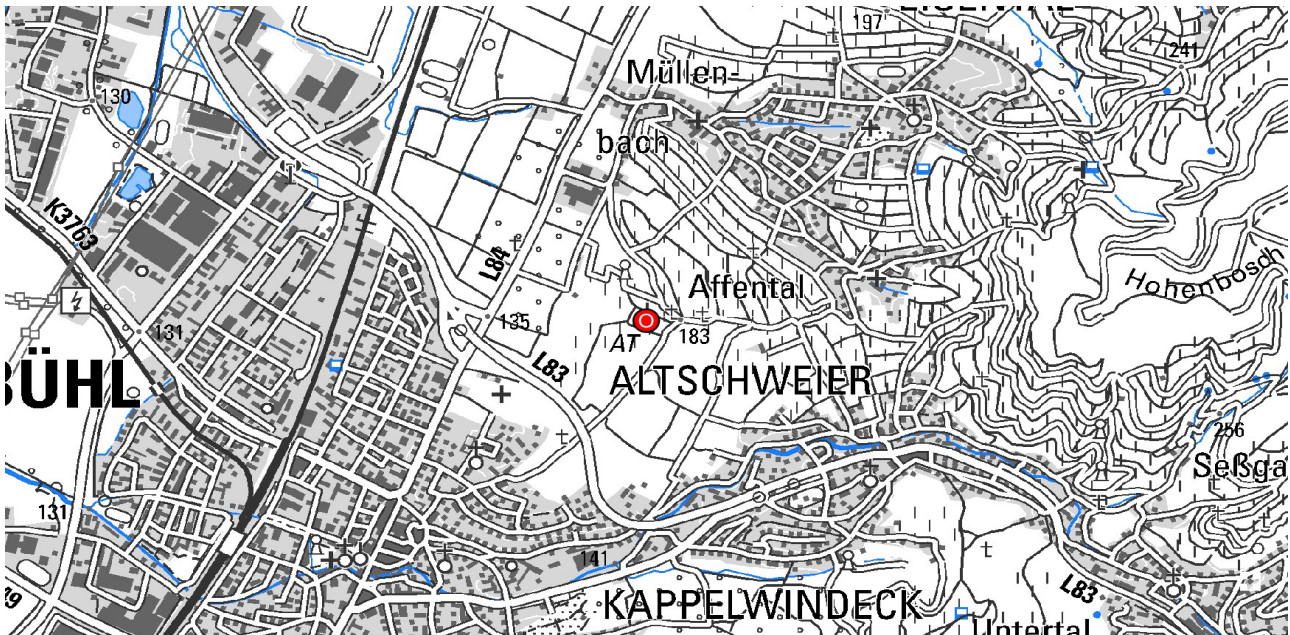 197
241
Müllen-
130
bach
K3763
L84
Hohenbosch
Affental
135
131
AT
183
L83
BÜHL
ALTSCHWEIER
256
Seßga
131
141
L83
KAPPELWINDECK
Untertal